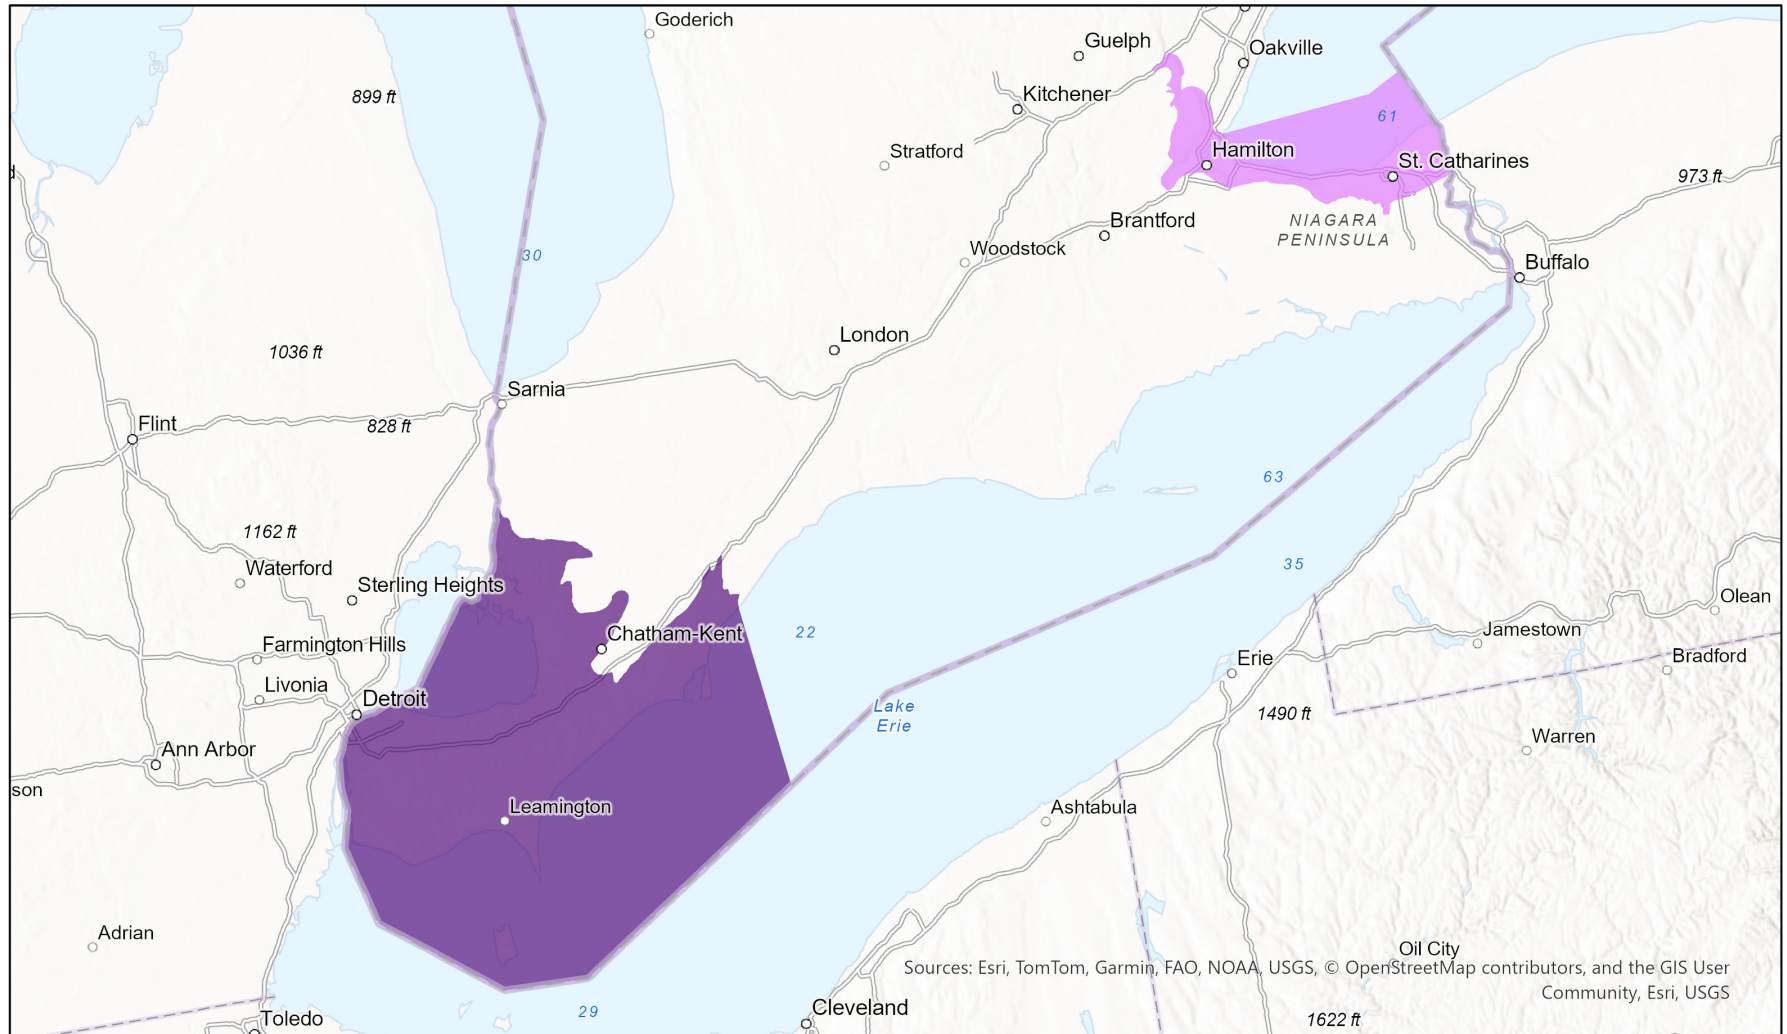 Goderich
Guelph
Oakville
899 ft
Kitchener
61
Stratford
Hamilton
St. Catharines
973 ft
Brantford
NIAGARA
PENINSULA
Woodstock
30
Buffalo
London
1036 ft
Sarnia
Flint
828 ft
63
1162 ft
Waterford
Sterling Heights
35
Olean
Chatham-Kent
22
Jamestown
Farmington Hills
Erie
Bradford
Livonia
Detroit
Lake
Erie
1490 ft
Warren
Ann Arbor
son
Leamington
Ashtabula
Adrian
Oil City
Sources: Esri, TomTom, Garmin, FAO, NOAA, USGS, © OpenStreetMap contributors, and the GIS User
Community, Esri, USGS
29
Cleveland
Toledo
1622 ft